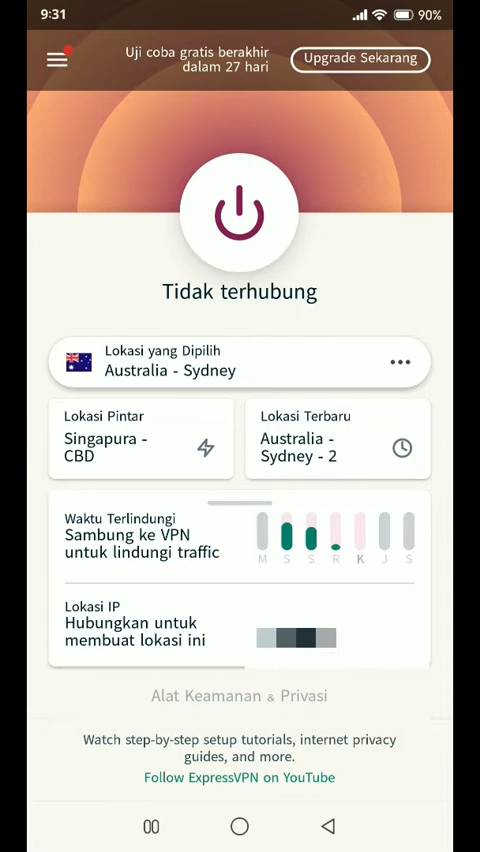 9:31
90%
Uji coba gratis berakhir
dalam 27 hari
Upgrade Sekarang
Tidak terhubung
Lokasi yang Dipilih
Australia - Sydney
Lokasi Pintar
Singapura -
CBD
Lokasi Terbaru
Australia -
Sydney - 2
Waktu Terlindungi
Sambung ke VPN
untuk lindungi traffic
M S S R K J S
Lokasi IP
Hubungkan untuk
membuat lokasi ini
Alat Keamanan & Privasi
Watch step-by-step setup tutorials, internet privacy
guides, and more.
Follow ExpressVPN on YouTube